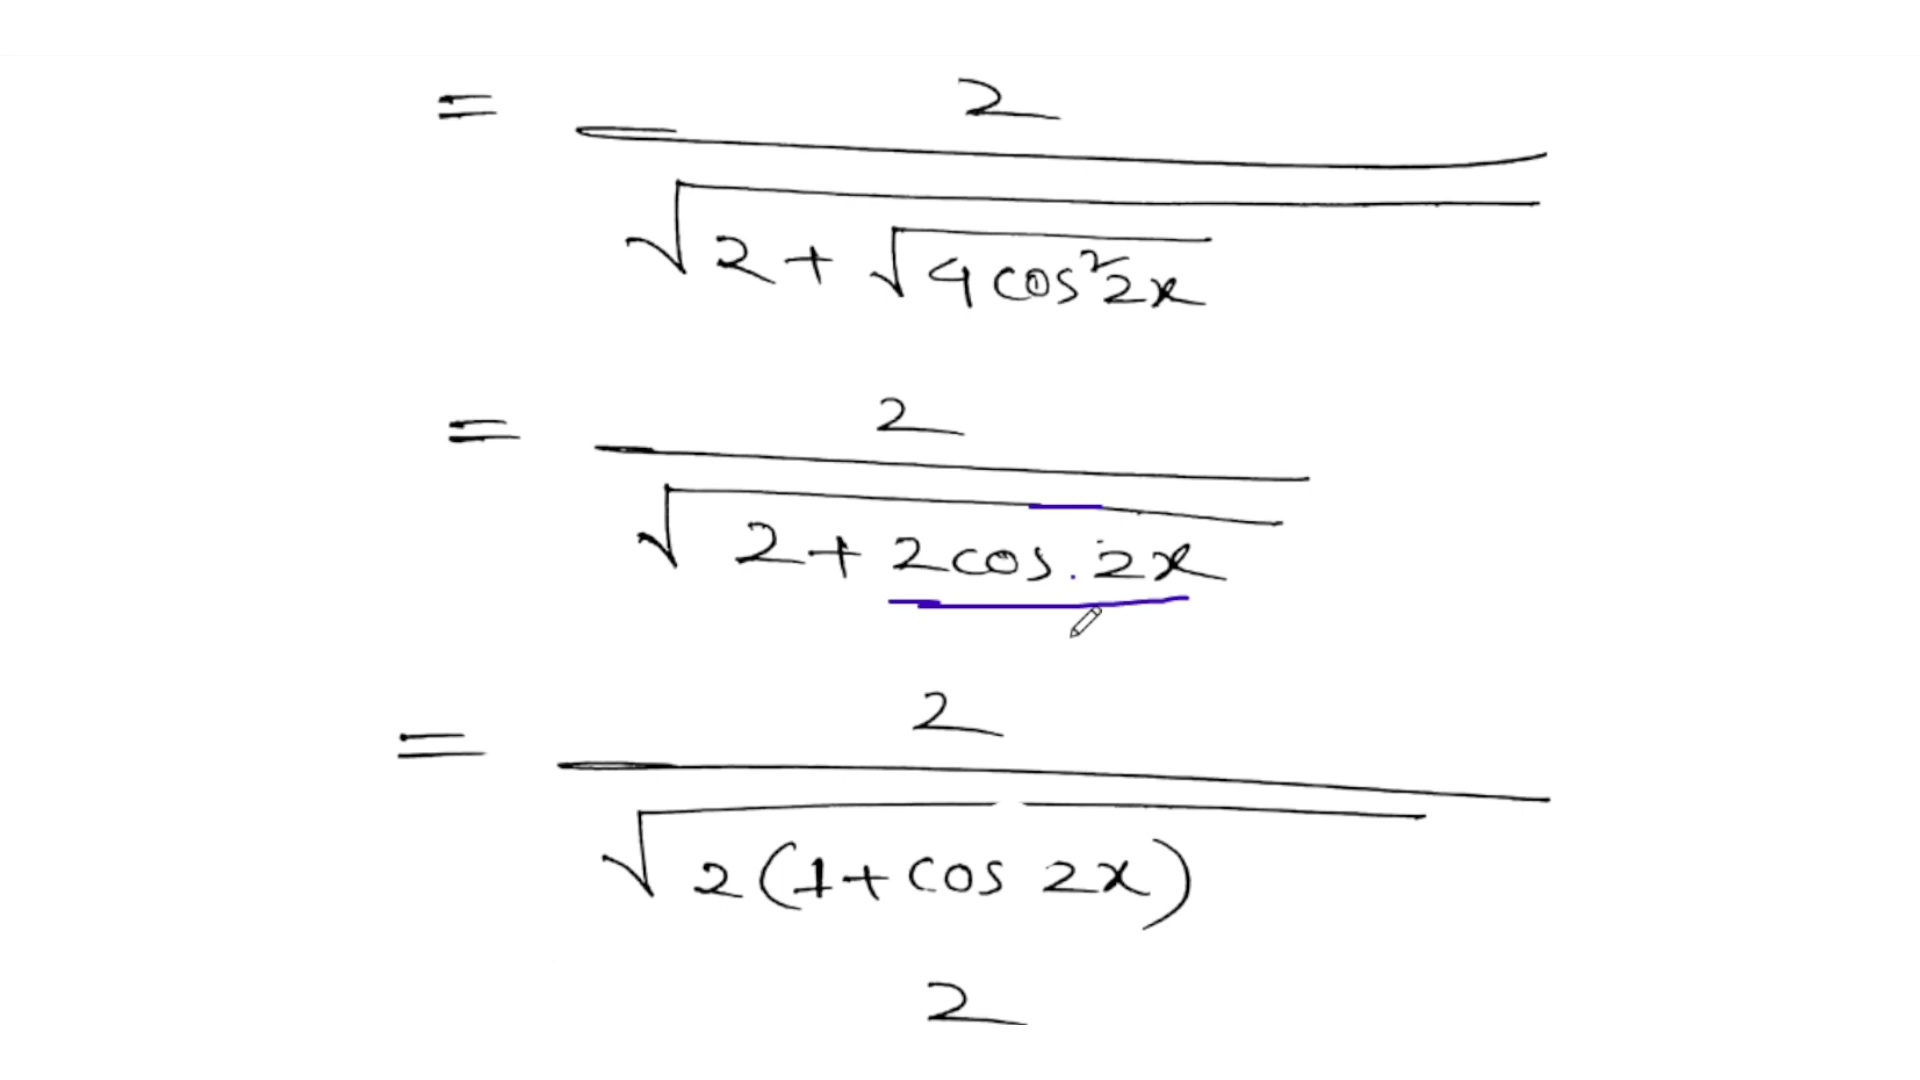 = 2 / √(2 + √(4cos²2x))
= 2 / √(2 + 2cos.2x)
= 2 / √(2(1 + cos 2x))
2